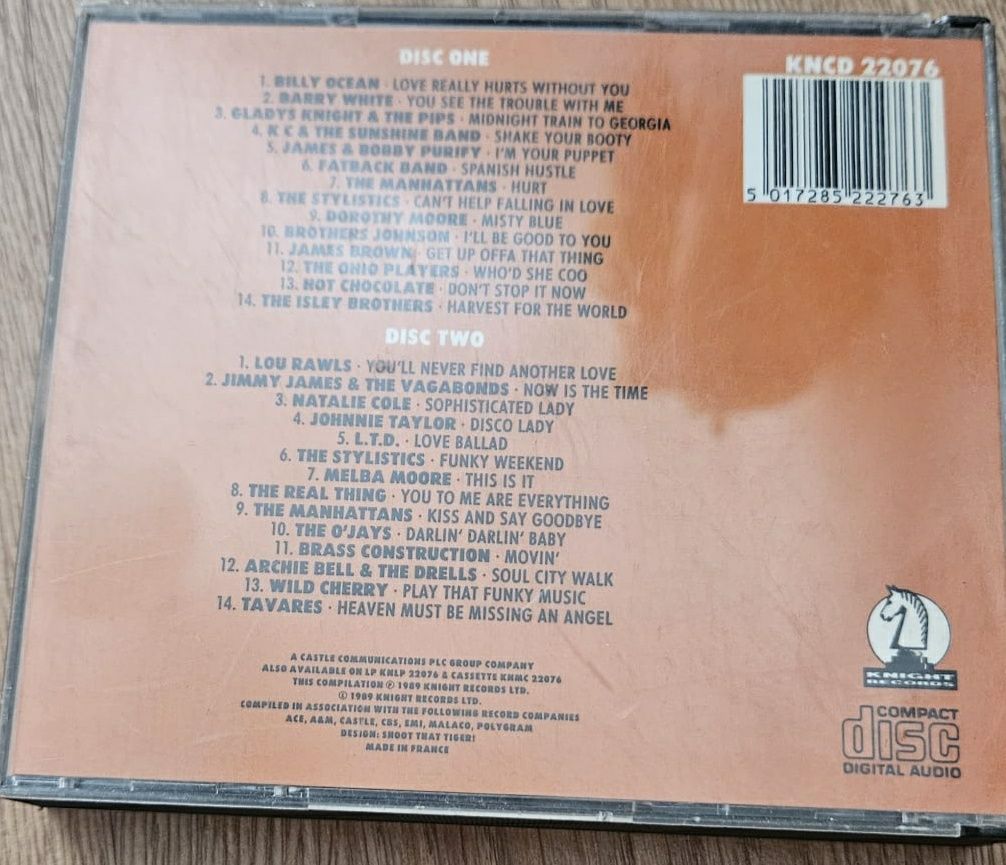 DISC ONE
KNCD 22076
1. BILLY OCEAN · LOVE REALLY HURTS WITHOUT YOU
2. BARRY WHITE · YOU SEE THE TROUBLE WITH ME
3. GLADYS KNIGHT & THE PIPS · MIDNIGHT TRAIN TO GEORGIA
4. K C & THE SUNSHINE BAND · SHAKE YOUR BOOTY
5. JAMES & BOBBY PURIFY · I'M YOUR PUPPET
6. FATBACK BAND · SPANISH HUSTLE
7. THE MANHATTANS · HURT
8. THE STYLISTICS · CAN'T HELP FALLING IN LOVE
9. DOROTHY MOORE · MISTY BLUE
10. BROTHERS JOHNSON · I'LL BE GOOD TO YOU
11. JAMES BROWN · GET UP OFFA THAT THING
12. THE OHIO PLAYERS · WHO'D SHE COO
13. HOT CHOCOLATE · DON'T STOP IT NOW
14. THE ISLEY BROTHERS · HARVEST FOR THE WORLD
5 017285 222763
DISC TWO
1. LOU RAWLS · YOU'LL NEVER FIND ANOTHER LOVE
2. JIMMY JAMES & THE VAGABONDS · NOW IS THE TIME
3. NATALIE COLE · SOPHISTICATED LADY
4. JOHNNIE TAYLOR · DISCO LADY
5. L.T.D. · LOVE BALLAD
6. THE STYLISTICS · FUNKY WEEKEND
7. MELBA MOORE · THIS IS IT
8. THE REAL THING · YOU TO ME ARE EVERYTHING
9. THE MANHATTANS · KISS AND SAY GOODBYE
10. THE O'JAYS · DARLIN' DARLIN' BABY
11. BRASS CONSTRUCTION · MOVIN'
12. ARCHIE BELL & THE DRELLS · SOUL CITY WALK
13. WILD CHERRY · PLAY THAT FUNKY MUSIC
14. TAVARES · HEAVEN MUST BE MISSING AN ANGEL
A CASTLE COMMUNICATIONS PLC GROUP COMPANY
ALSO AVAILABLE ON LP KNLP 22076 & CASSETTE KNMC 22076
THIS COMPILATION ℗ 1989 KNIGHT RECORDS LTD.
© 1989 KNIGHT RECORDS LTD.
COMPILED IN ASSOCIATION WITH THE FOLLOWING RECORD COMPANIES
ACE, A&M, CASTLE, CBS, EMI, MALACO, POLYGRAM
DESIGN: SHOOT THAT TIGER!
MADE IN FRANCE
KNIGHT
RECORDS
COMPACT
disc
DIGITAL AUDIO